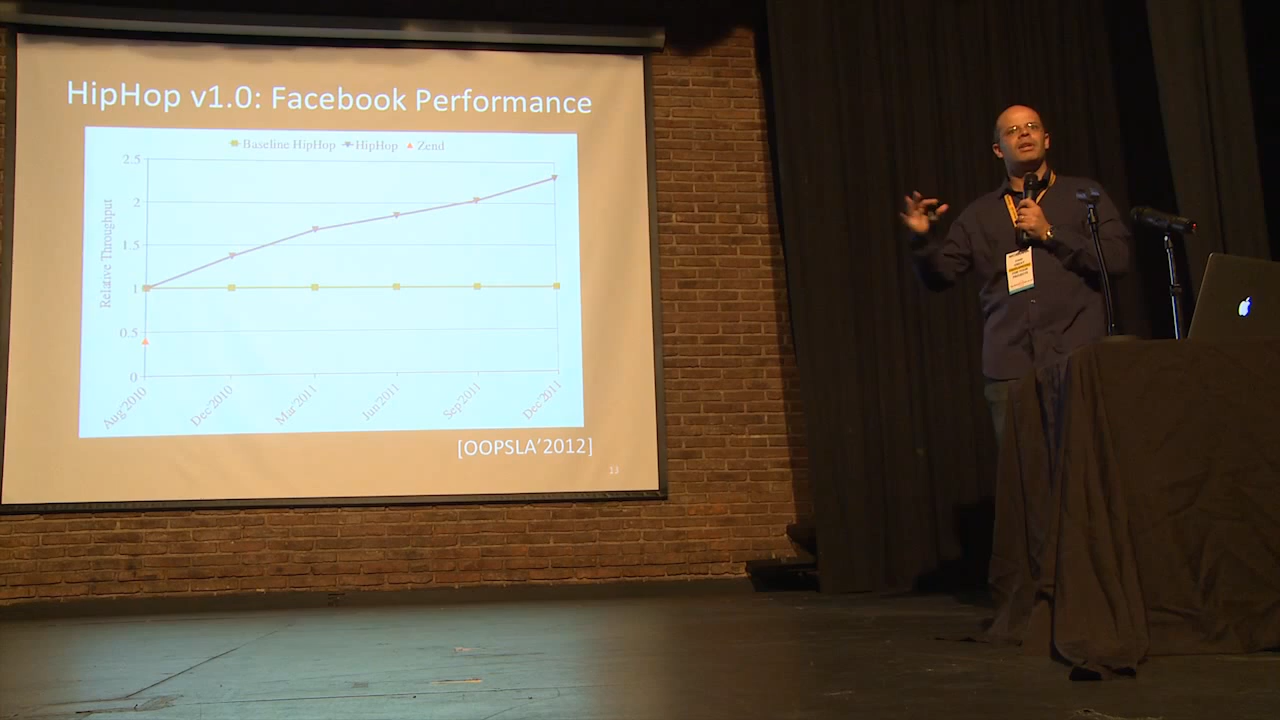 HipHop v1.0: Facebook Performance
Baseline HipHop HipHop Zend
2.5
2
1.5
1
0.5
0
Relative Throughput
Aug'2010 Dec'2010 Mar'2011 Jun'2011 Sep'2011 Dec'2011
[OOPSLA'2012]
13